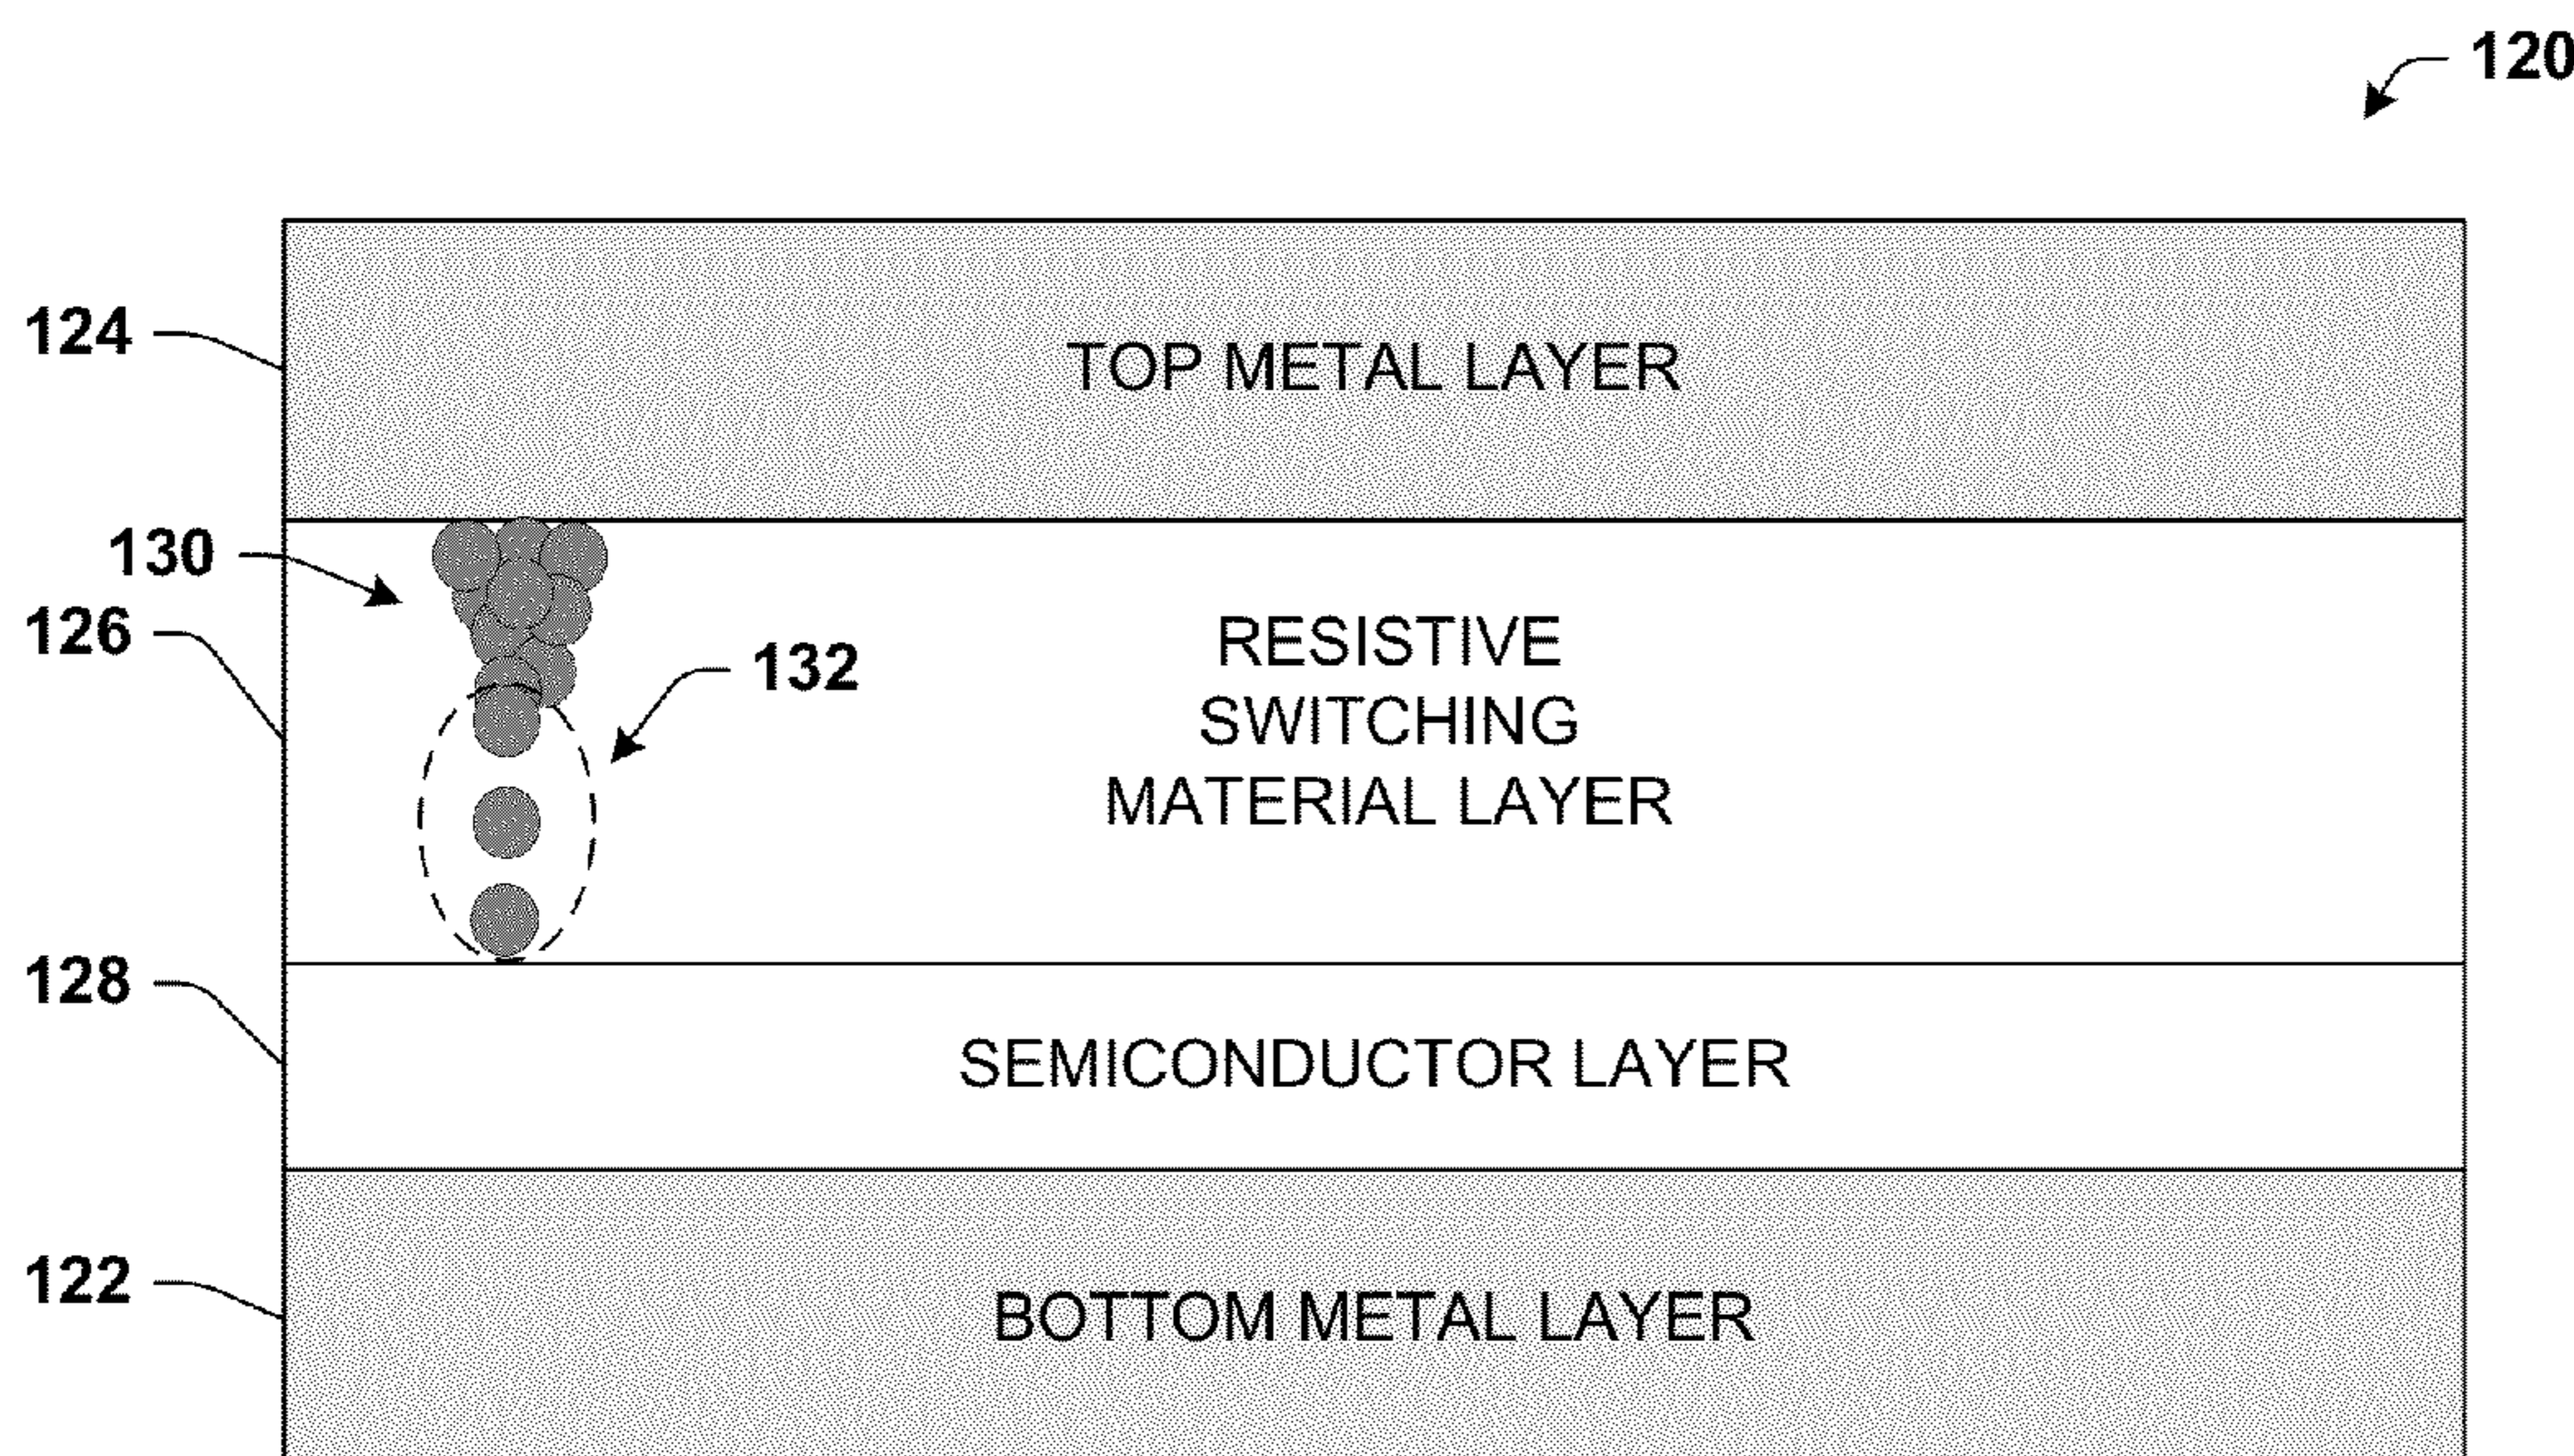 120
124
TOP METAL LAYER
130
126
132
RESISTIVE
SWITCHING
MATERIAL LAYER
128
SEMICONDUCTOR LAYER
122
BOTTOM METAL LAYER